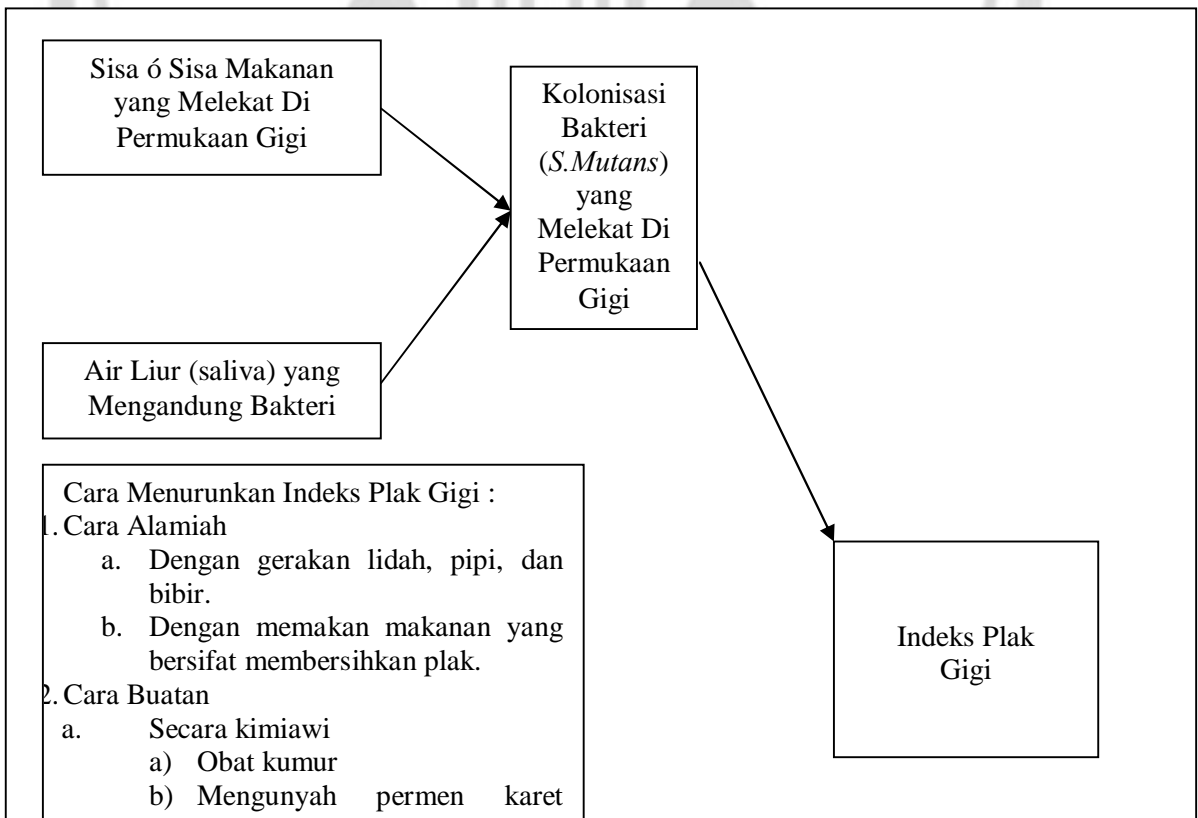 Sisa ó Sisa Makanan
yang Melekat Di
Permukaan Gigi
Kolonisasi
Bakteri
(S.Mutans)
yang
Melekat Di
Permukaan
Gigi
Air Liur (saliva) yang
Mengandung Bakteri
Cara Menurunkan Indeks Plak Gigi :
1. Cara Alamiah
a. Dengan gerakan lidah, pipi, dan
bibir.
b. Dengan memakan makanan yang
bersifat membersihkan plak.
2. Cara Buatan
a. Secara kimiawi
a) Obat kumur
b) Mengunyah permen karet
Indeks Plak
Gigi